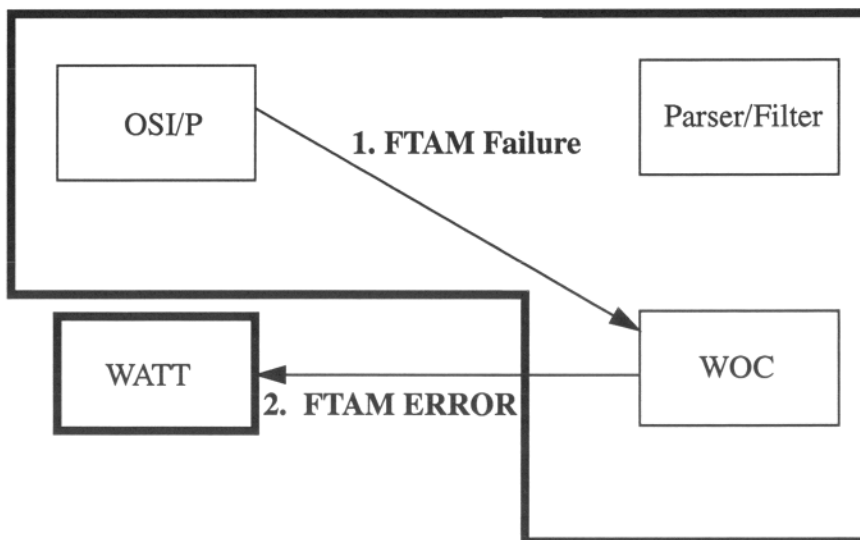 OSI/P
Parser/Filter
1. FTAM Failure
WATT
WOC
2. FTAM ERROR